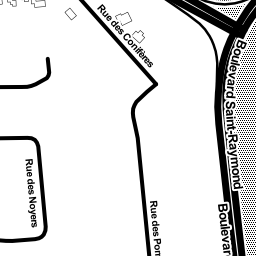 Rue des Conifères
Boulevard Saint-Raymond
Rue des Noyers
Rue des Pom
Boulevar